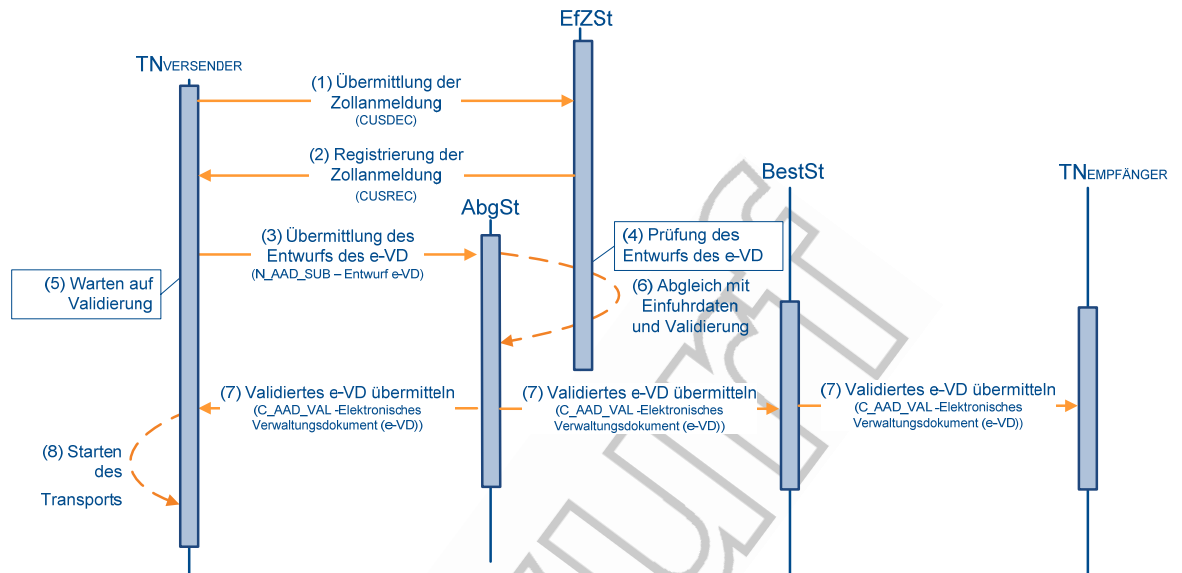 EfZSt
TNVERSENDER
(1) Übermittlung der
Zollanmeldung
(CUSDEC)
(2) Registrierung der
Zollanmeldung
(CUSREC)
BestSt
TNEMPFÄNGER
AbgSt
(3) Übermittlung des
Entwurfs des e-VD
(N_AAD_SUB – Entwurf e-VD)
(4) Prüfung des
Entwurfs des e-VD
(5) Warten auf
Validierung
(6) Abgleich mit
Einfuhrdaten
und Validierung
(7) Validiertes e-VD übermitteln
(C_AAD_VAL -Elektronisches
Verwaltungsdokument (e-VD))
(7) Validiertes e-VD übermitteln
(C_AAD_VAL -Elektronisches
Verwaltungsdokument (e-VD))
(7) Validiertes e-VD übermitteln
(C_AAD_VAL -Elektronisches
Verwaltungsdokument (e-VD))
(8) Starten
des
Transports